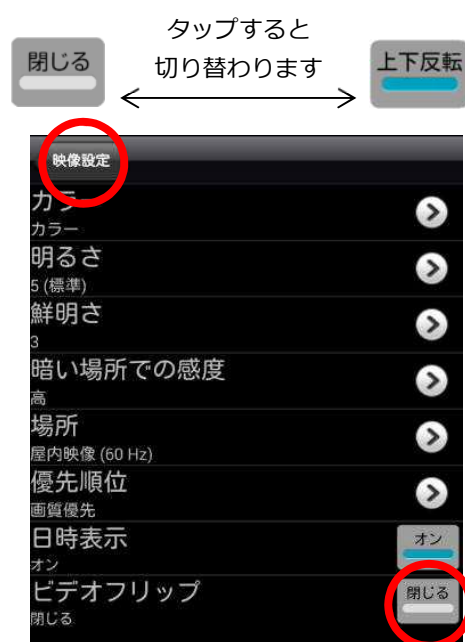 タップすると
閉じる
切り替わります
上下反転
映像設定
カラー
カラー
明るさ
5 (標準)
鮮明さ
3
暗い場所での感度
高
場所
屋内映像 (60 Hz)
優先順位
画質優先
日時表示
オン
オン
ビデオフリップ
閉じる
閉じる